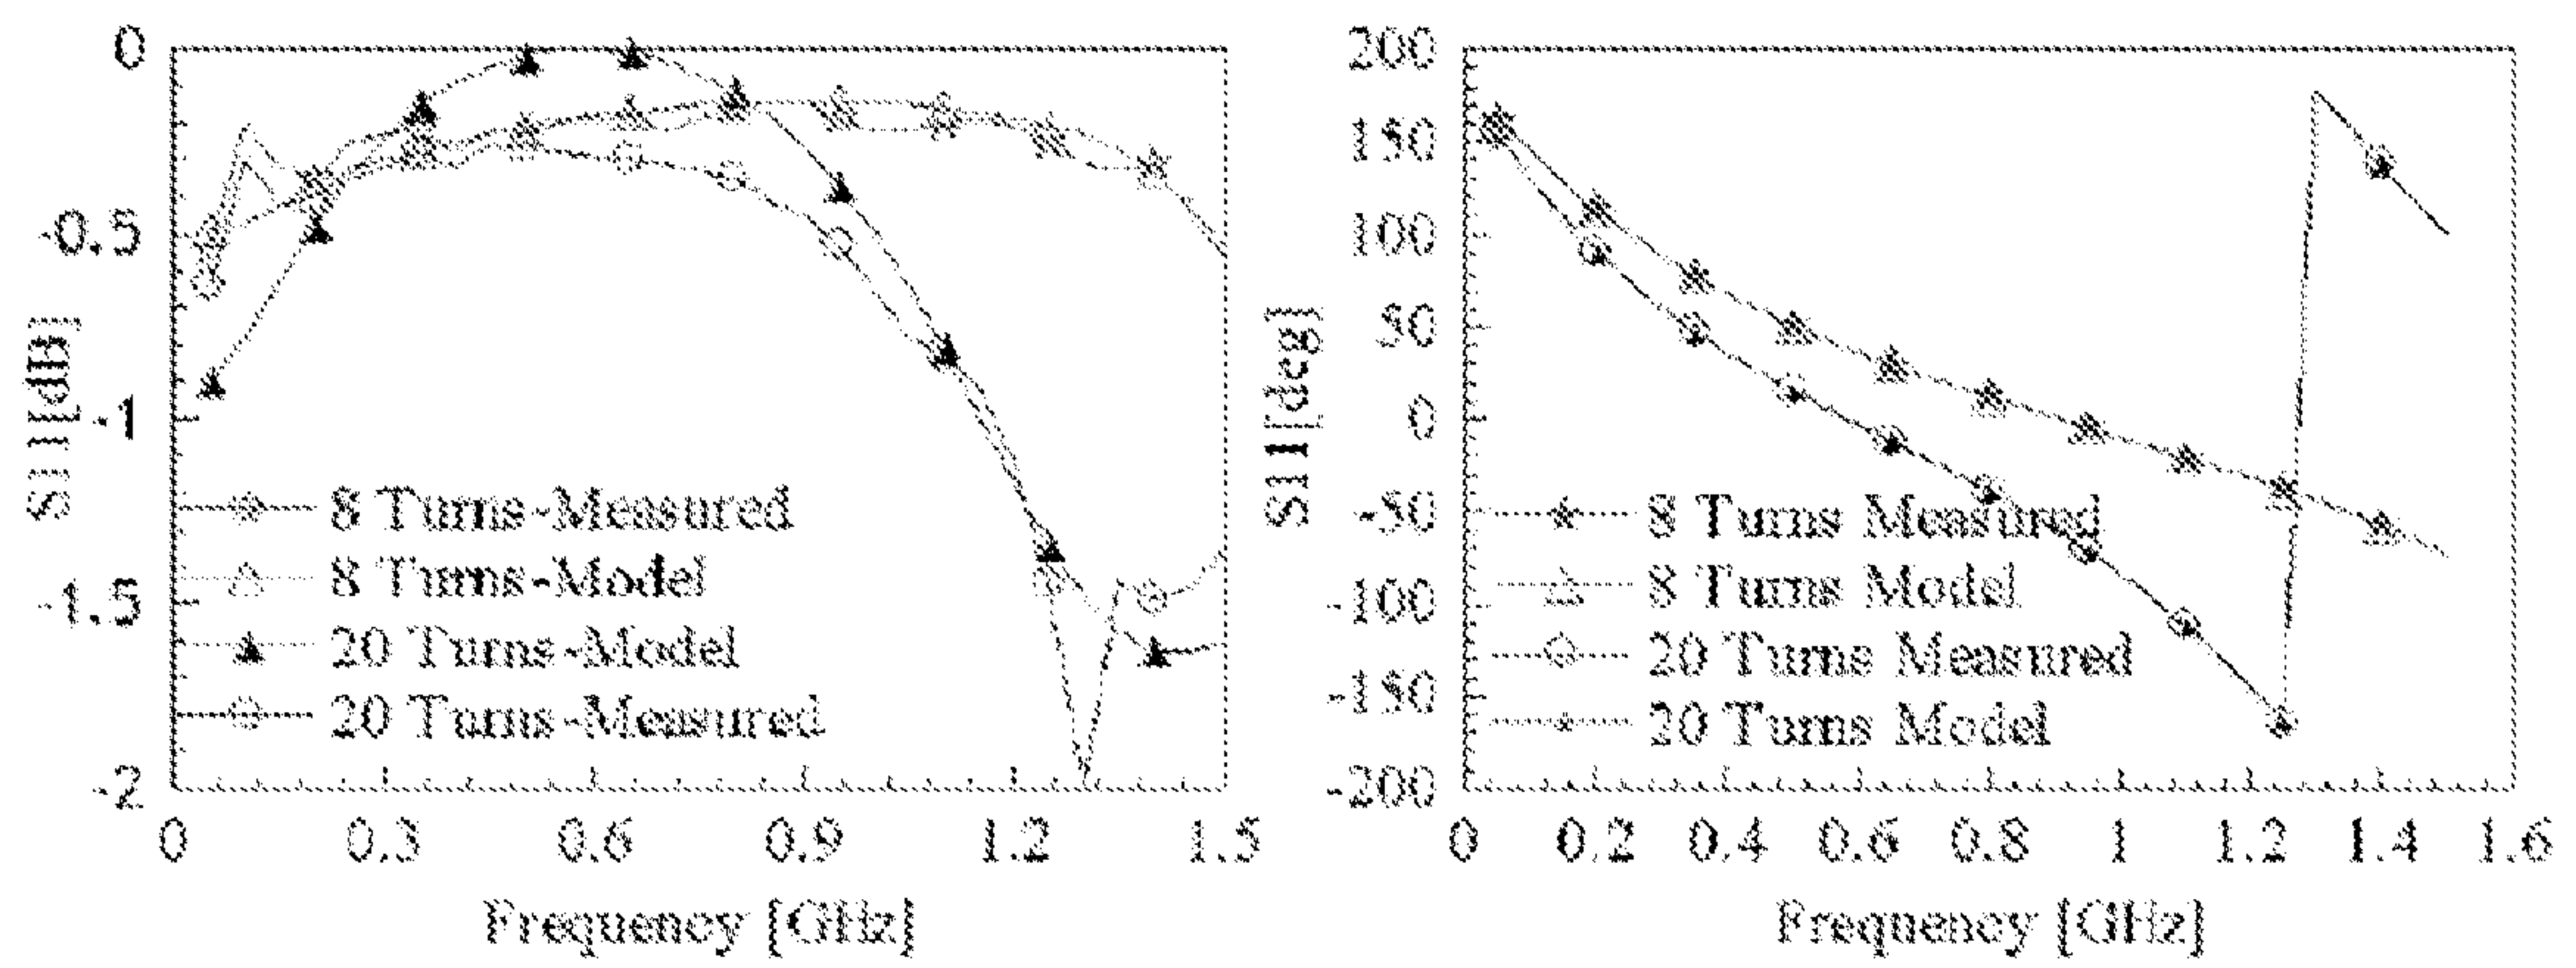 0
-0.5
-1
-1.5
-2
S11[dB]
8 Turns-Measured
8 Turns-Model
20 Turns-Model
20 Turns-Measured
0 0.3 0.6 0.9 1.2 1.5
Frequency [GHz]
200
150
100
50
0
-50
-100
-150
-200
S11[deg]
8 Turns Measured
8 Turns Model
20 Turns Measured
20 Turns Model
0 0.2 0.4 0.6 0.8 1 1.2 1.4 1.6
Frequency [GHz]